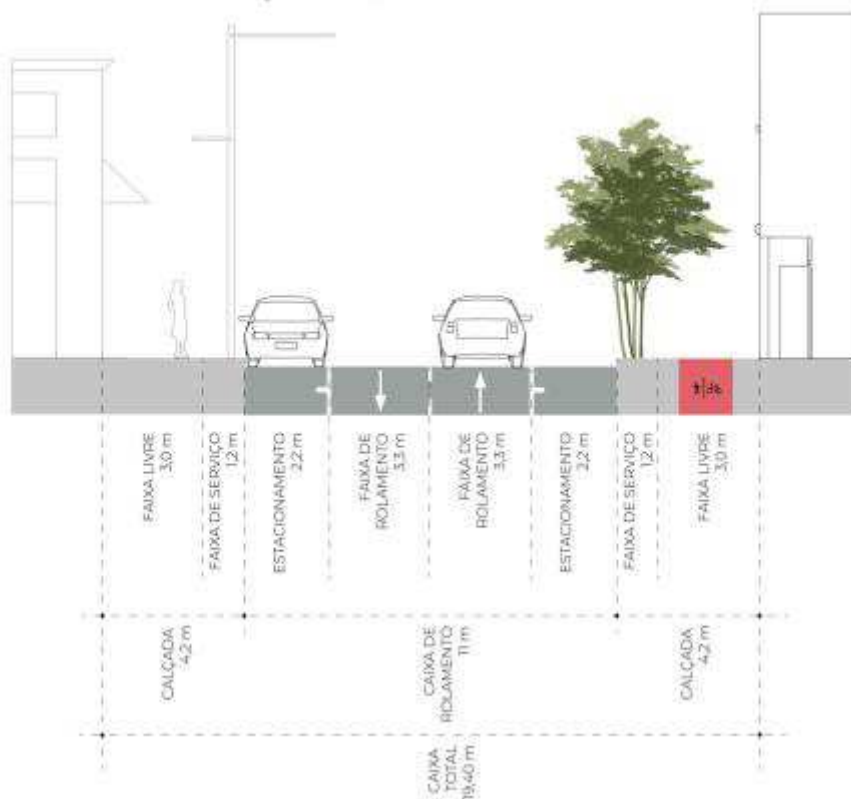 FAIXA LIVRE
3,0 m
FAIXA DE SERVIÇO
1,2 m
ESTACIONAMENTO
2,2 m
FAIXA DE
ROLAMENTO
3,3 m
FAIXA DE
ROLAMENTO
3,3 m
ESTACIONAMENTO
2,2 m
FAIXA DE SERVIÇO
1,2 m
FAIXA LIVRE
3,0 m
CALÇADA
4,2 m
CAIXA DE
ROLAMENTO
11 m
CALÇADA
4,2 m
CAIXA
TOTAL
19,40 m